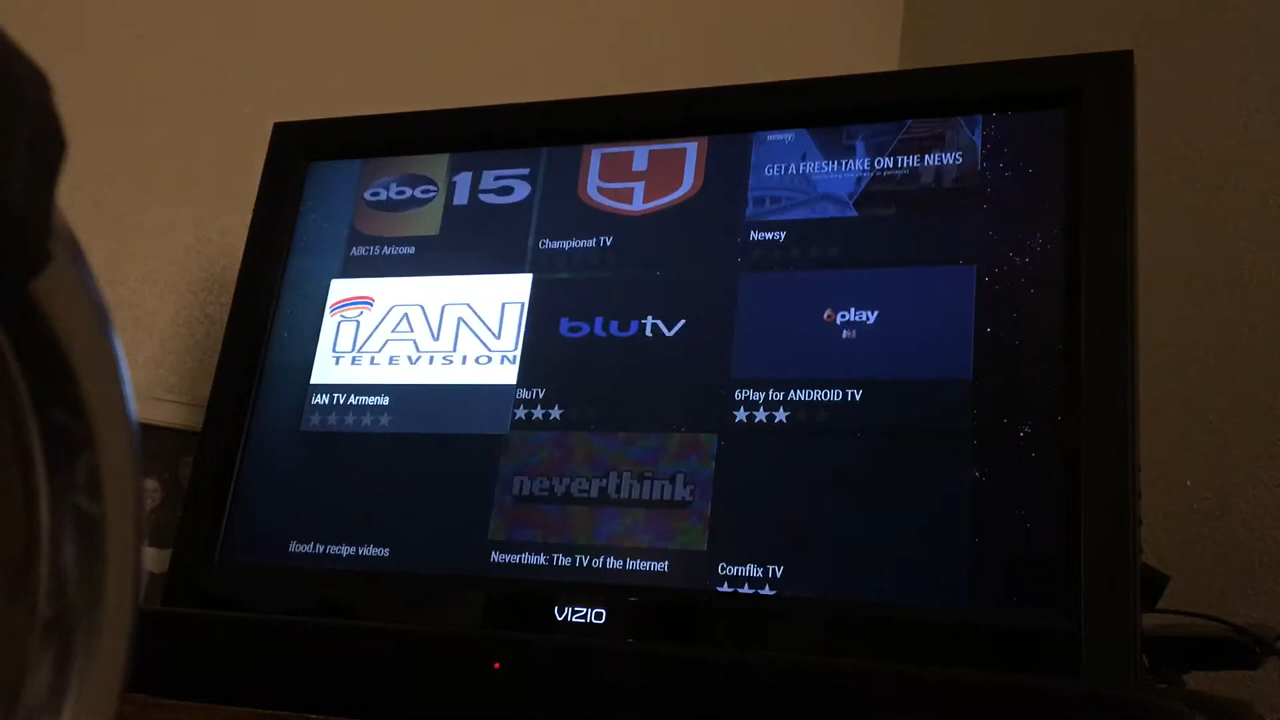 abc 15
ABC15 Arizona
4
Championat TV
newsy
GET A FRESH TAKE ON THE NEWS
Newsy
iAN
TELEVISION
iAN TV Armenia
blutv
BluTV
6play
6Play for ANDROID TV
ifood.tv recipe videos
neverthink
Neverthink: The TV of the Internet
Cornflix TV
VIZIO